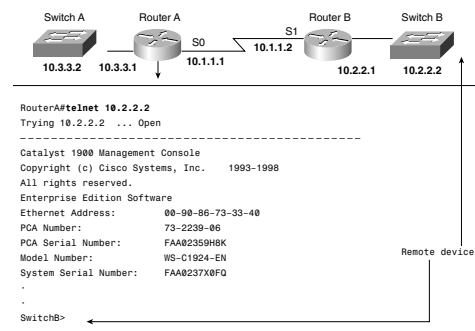 Switch A Router A Router B Switch B
S0 S1
10.3.3.2 10.3.3.1 10.1.1.1 10.1.1.2 10.2.2.1 10.2.2.2
RouterA#telnet 10.2.2.2
Trying 10.2.2.2 ... Open
Catalyst 1900 Management Console
Copyright (c) Cisco Systems, Inc. 1993-1998
All rights reserved.
Enterprise Edition Software
Ethernet Address: 00-90-86-73-33-40
PCA Number: 73-2239-06
PCA Serial Number: FAA02359H8K
Model Number: WS-C1924-EN
System Serial Number: FAA0237X0FQ
.
.
SwitchB>
Remote device